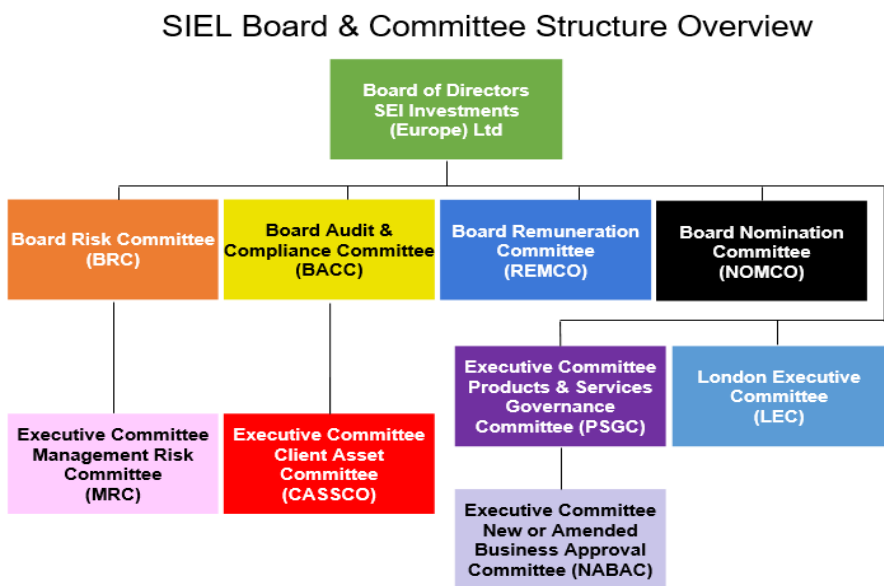 SIEL Board & Committee Structure Overview
Board of Directors
SEI Investments
(Europe) Ltd
Board Risk Committee
(BRC)
Board Audit &
Compliance Committee
(BACC)
Board Remuneration
Committee
(REMCO)
Board Nomination
Committee
(NOMCO)
Executive Committee
Products & Services
Governance
Committee (PSGC)
London Executive
Committee
(LEC)
Executive Committee
Management Risk
Committee
(MRC)
Executive Committee
Client Asset
Committee
(CASSCO)
Executive Committee
New or Amended
Business Approval
Committee (NABAC)